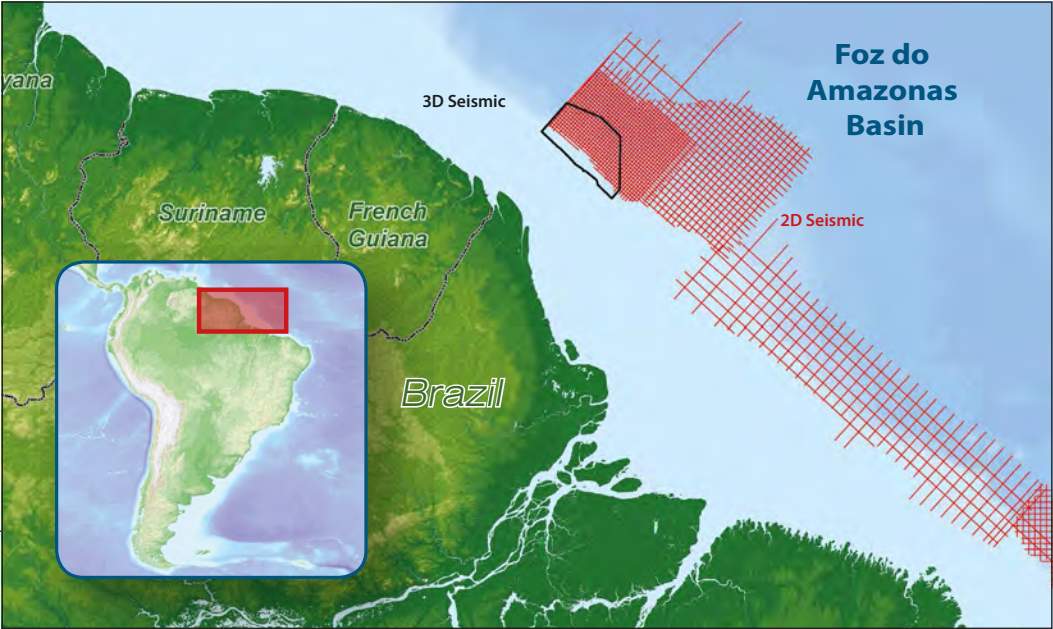 Foz do
Amazonas
Basin
yana
3D Seismic
Suriname
French
Guiana
2D Seismic
Brazil